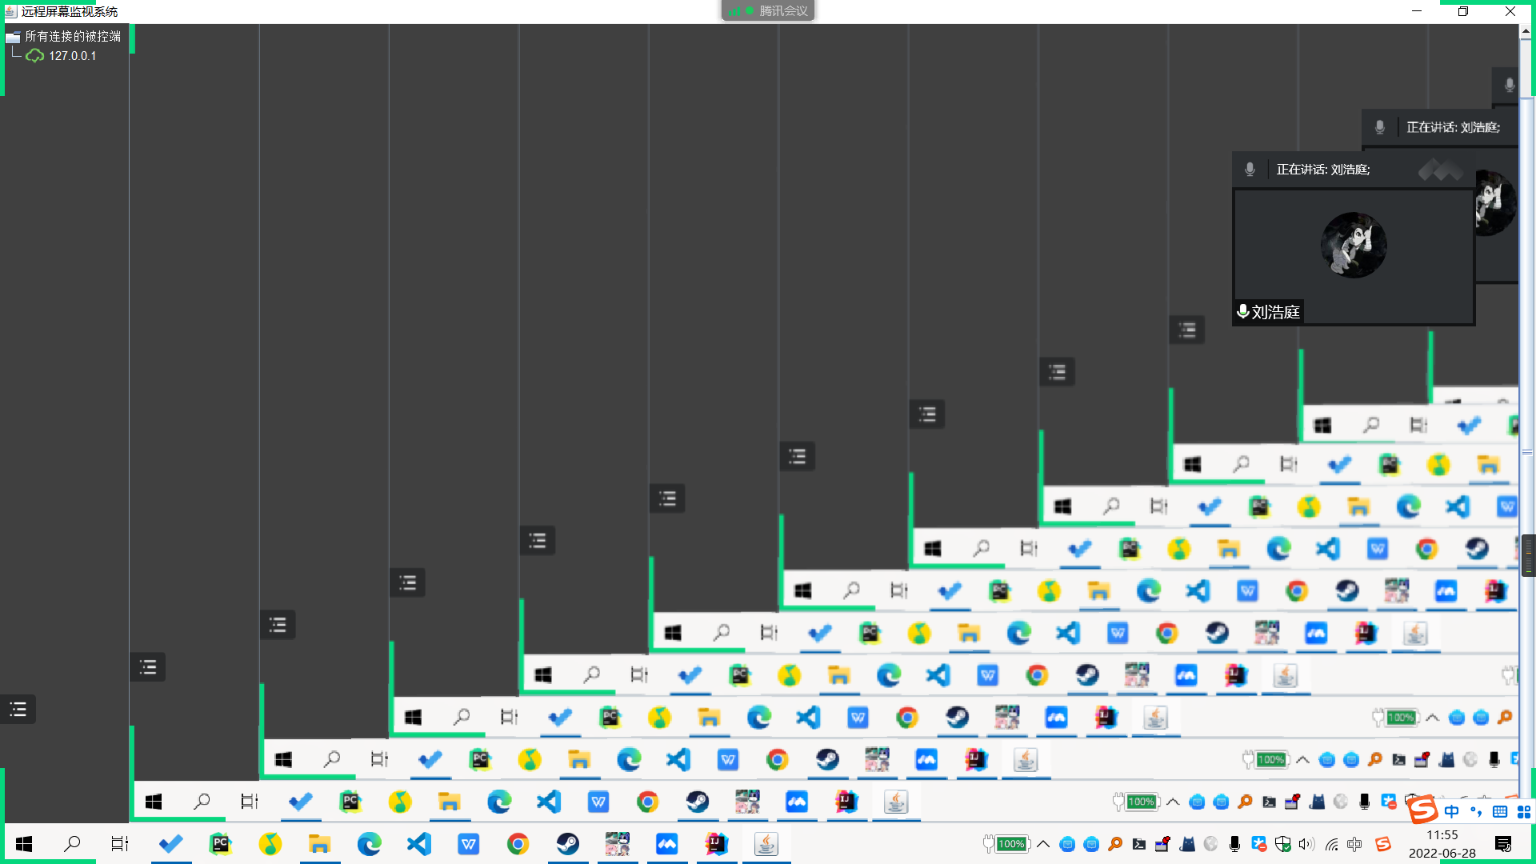 远程屏幕监视系统
腾讯会议
所有连接的被控端
127.0.0.1
正在讲话: 刘浩庭;
正在讲话: 刘浩庭;
刘浩庭
100%
100%
100%
中
100%
中
11:55
2022-06-28